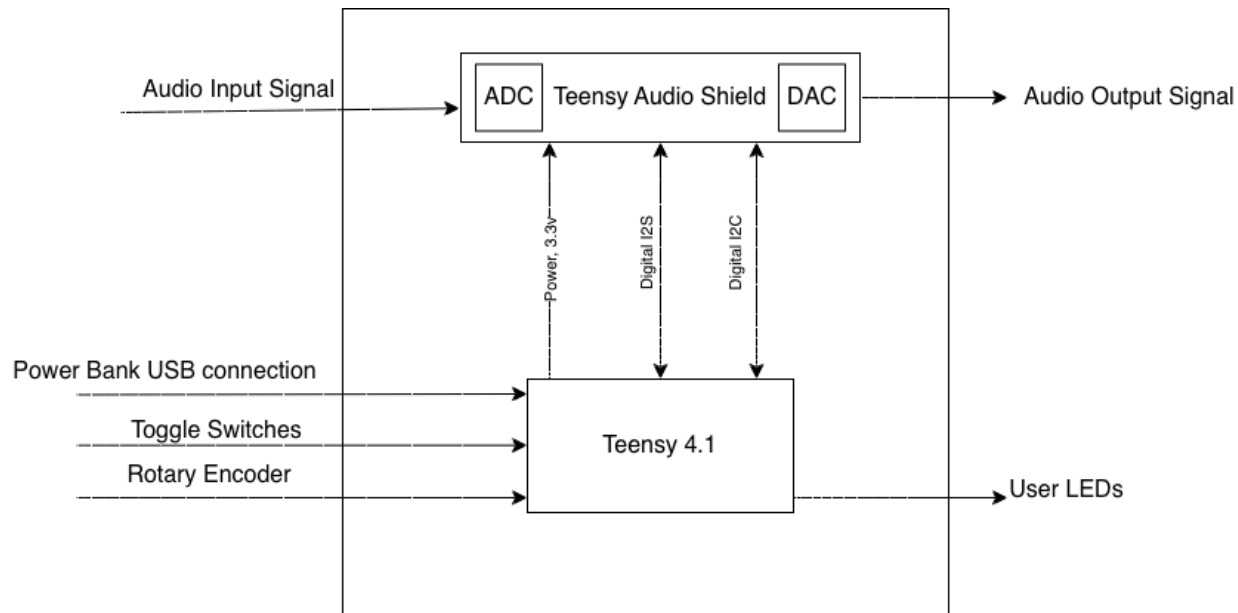 Audio Input Signal
ADC
Teensy Audio Shield
DAC
Audio Output Signal
Power, 3.3v
Digital I2S
Digital I2C
Power Bank USB connection
Toggle Switches
Rotary Encoder
Teensy 4.1
User LEDs